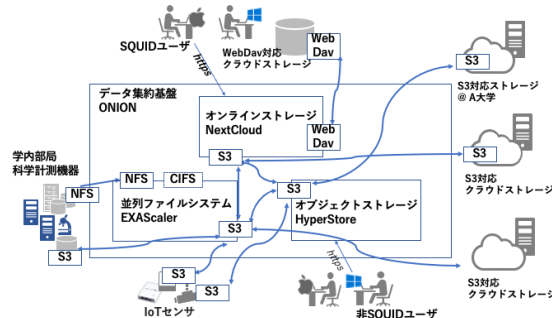 SQUIDユーザ
https
WebDav対応
クラウドストレージ
Web
Dav
S3
S3対応ストレージ
@ A大学
データ集約基盤
ONION
オンラインストレージ
NextCloud
Web
Dav
S3
S3
S3対応
クラウドストレージ
学内部局
科学計測機器
NFS
NFS
CIFS
並列ファイルシステム
EXAScaler
S3
S3
オブジェクトストレージ
HyperStore
S3
S3
S3
IoTセンサ
https
非SQUIDユーザ
S3対応
クラウドストレージ